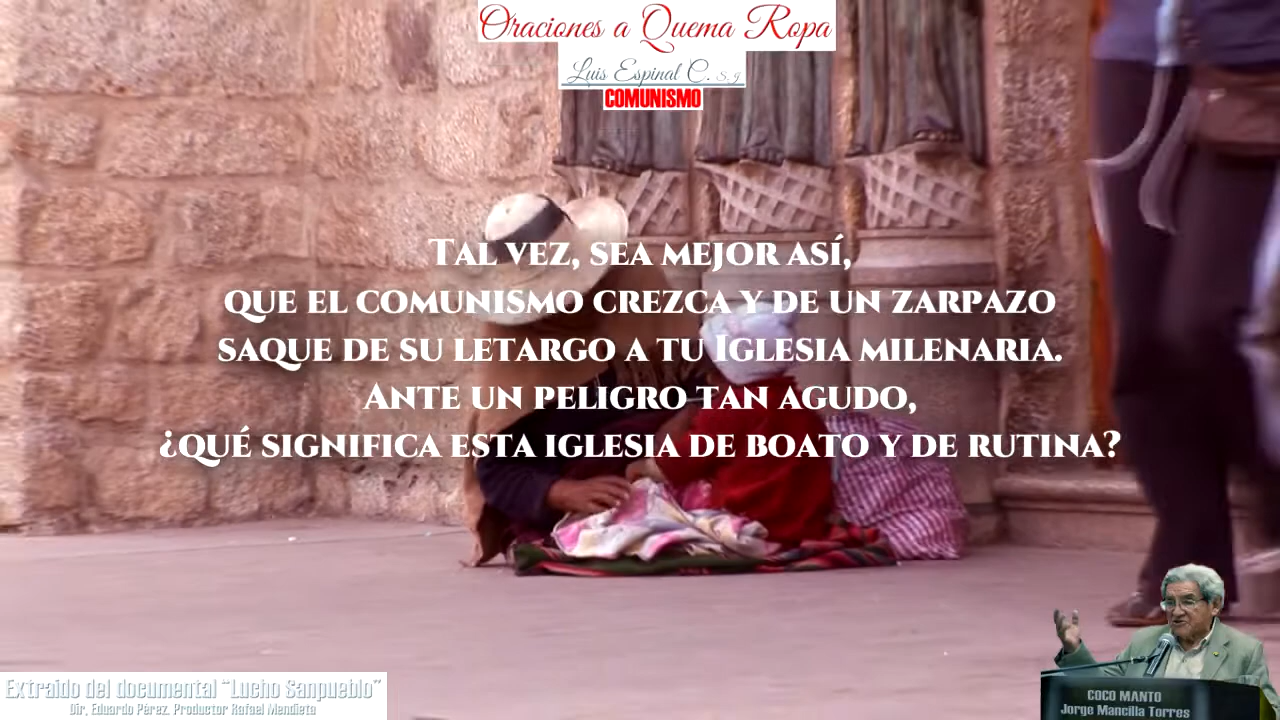 Oraciones a Quema Ropa
Luis Espinal C. S. j
COMUNISMO
Tal vez, sea mejor así,
que el comunismo crezca y de un zarpazo
saque de su letargo a tu Iglesia milenaria.
Ante un peligro tan agudo,
¿qué significa esta iglesia de boato y de rutina?
Extraido del documental "Lucho Sanpueblo"
Dir, Eduardo Pérez, Productor Rafael Mendieta
COCO MANTO
Jorge Mancilla Torres